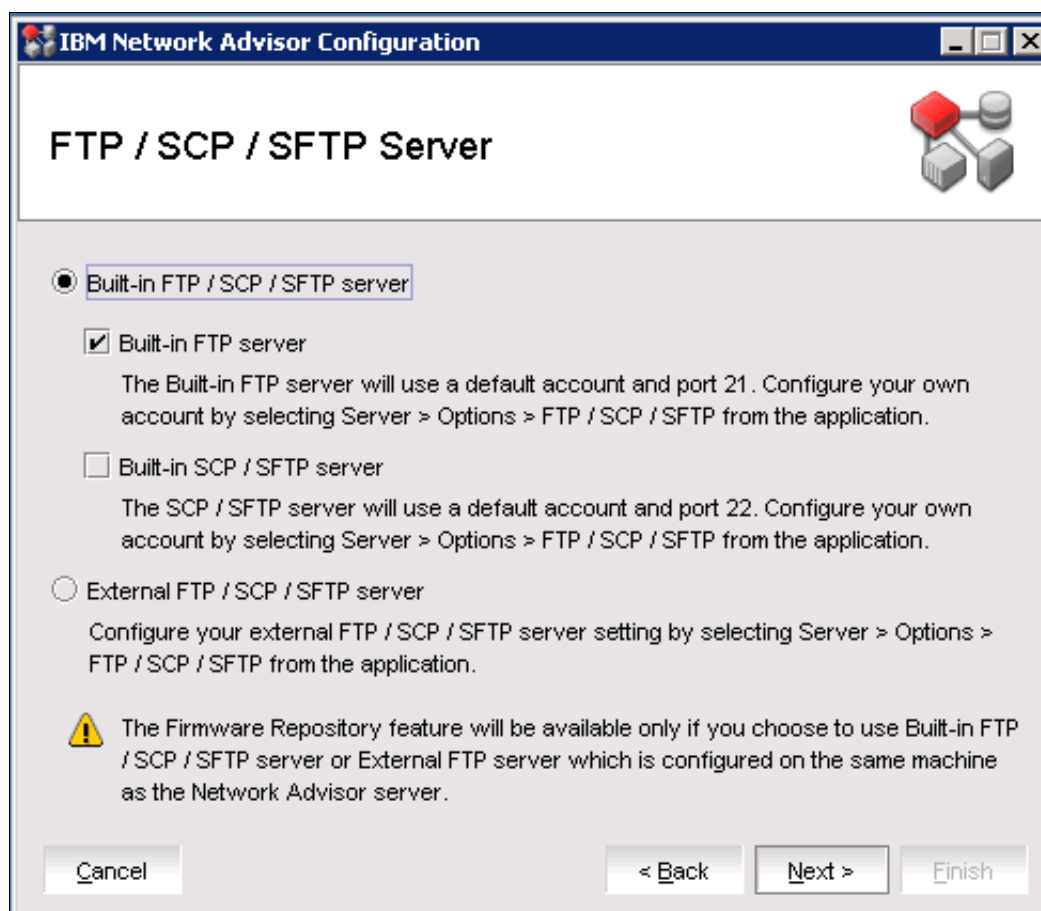 IBM Network Advisor Configuration
FTP / SCP / SFTP Server
Built-in FTP / SCP / SFTP server
Built-in FTP server
The Built-in FTP server will use a default account and port 21. Configure your own
account by selecting Server > Options > FTP / SCP / SFTP from the application.
Built-in SCP / SFTP server
The SCP / SFTP server will use a default account and port 22. Configure your own
account by selecting Server > Options > FTP / SCP / SFTP from the application.
External FTP / SCP / SFTP server
Configure your external FTP / SCP / SFTP server setting by selecting Server > Options >
FTP / SCP / SFTP from the application.
The Firmware Repository feature will be available only if you choose to use Built-in FTP
/ SCP / SFTP server or External FTP server which is configured on the same machine
as the Network Advisor server.
Cancel
< Back
Next >
Finish